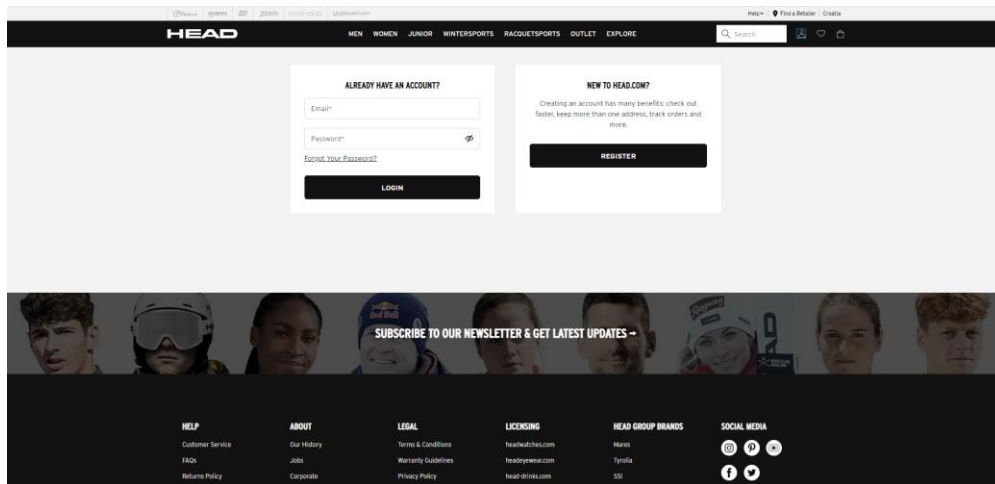 mares
Help
Find a Retailer
Croatia
HEAD
MEN WOMEN JUNIOR WINTERSPORTS RACQUETSPORTS OUTLET EXPLORE
Search
ALREADY HAVE AN ACCOUNT?
Email*
Password*
Forgot Your Password?
LOGIN
NEW TO HEAD.COM?
Creating an account has many benefits: check out
faster, keep more than one address, track orders and
more.
REGISTER
SUBSCRIBE TO OUR NEWSLETTER & GET LATEST UPDATES →
HELP ABOUT LEGAL LICENSING HEAD GROUP BRANDS SOCIAL MEDIA
Customer Service Our History Terms & Conditions headwatches.com Mares
FAQs Jobs Warranty Guidelines headeyewear.com Tyrolia
Returns Policy Corporate Privacy Policy head-drinks.com SSI